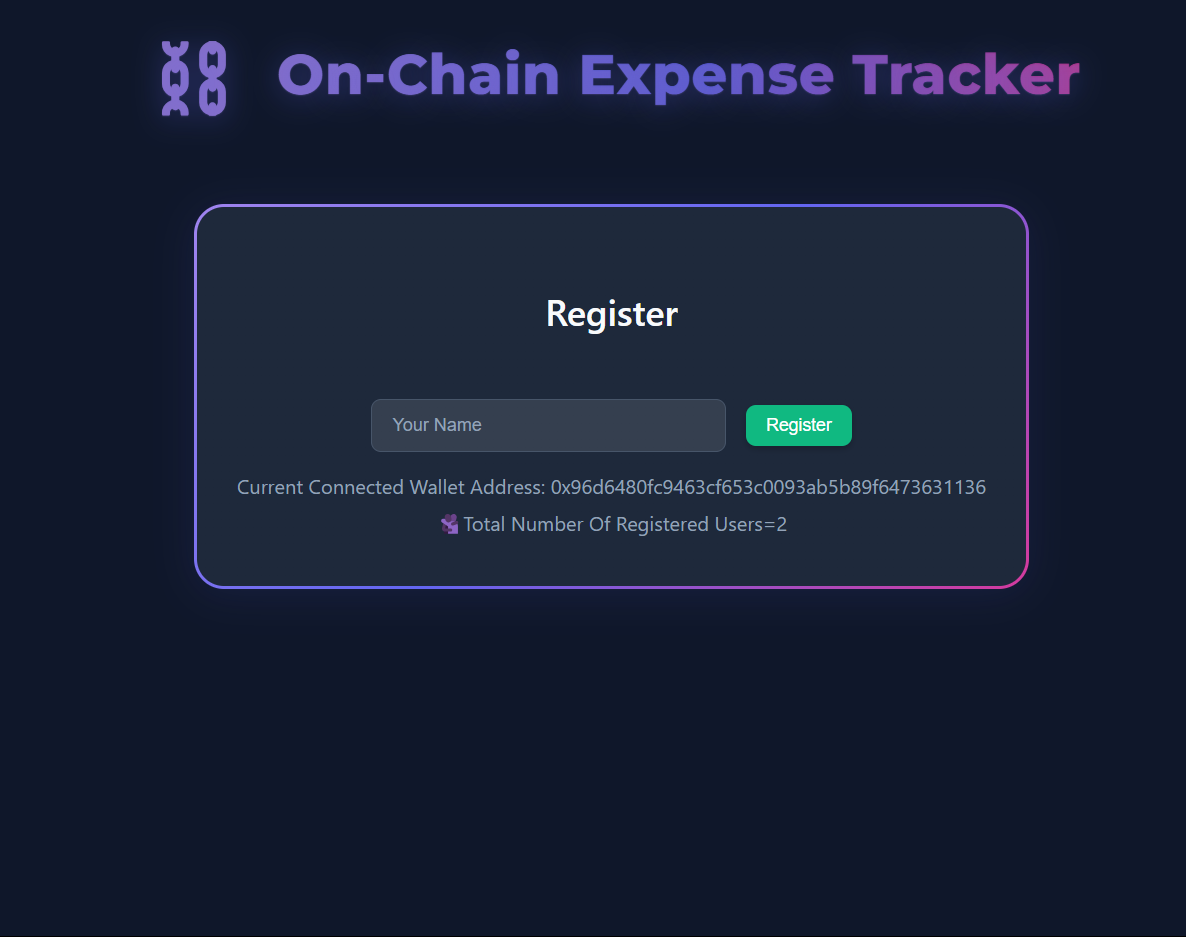 On-Chain Expense Tracker
Register
Your Name
Register
Current Connected Wallet Address: 0x96d6480fc9463cf653c0093ab5b89f6473631136
Total Number Of Registered Users=2